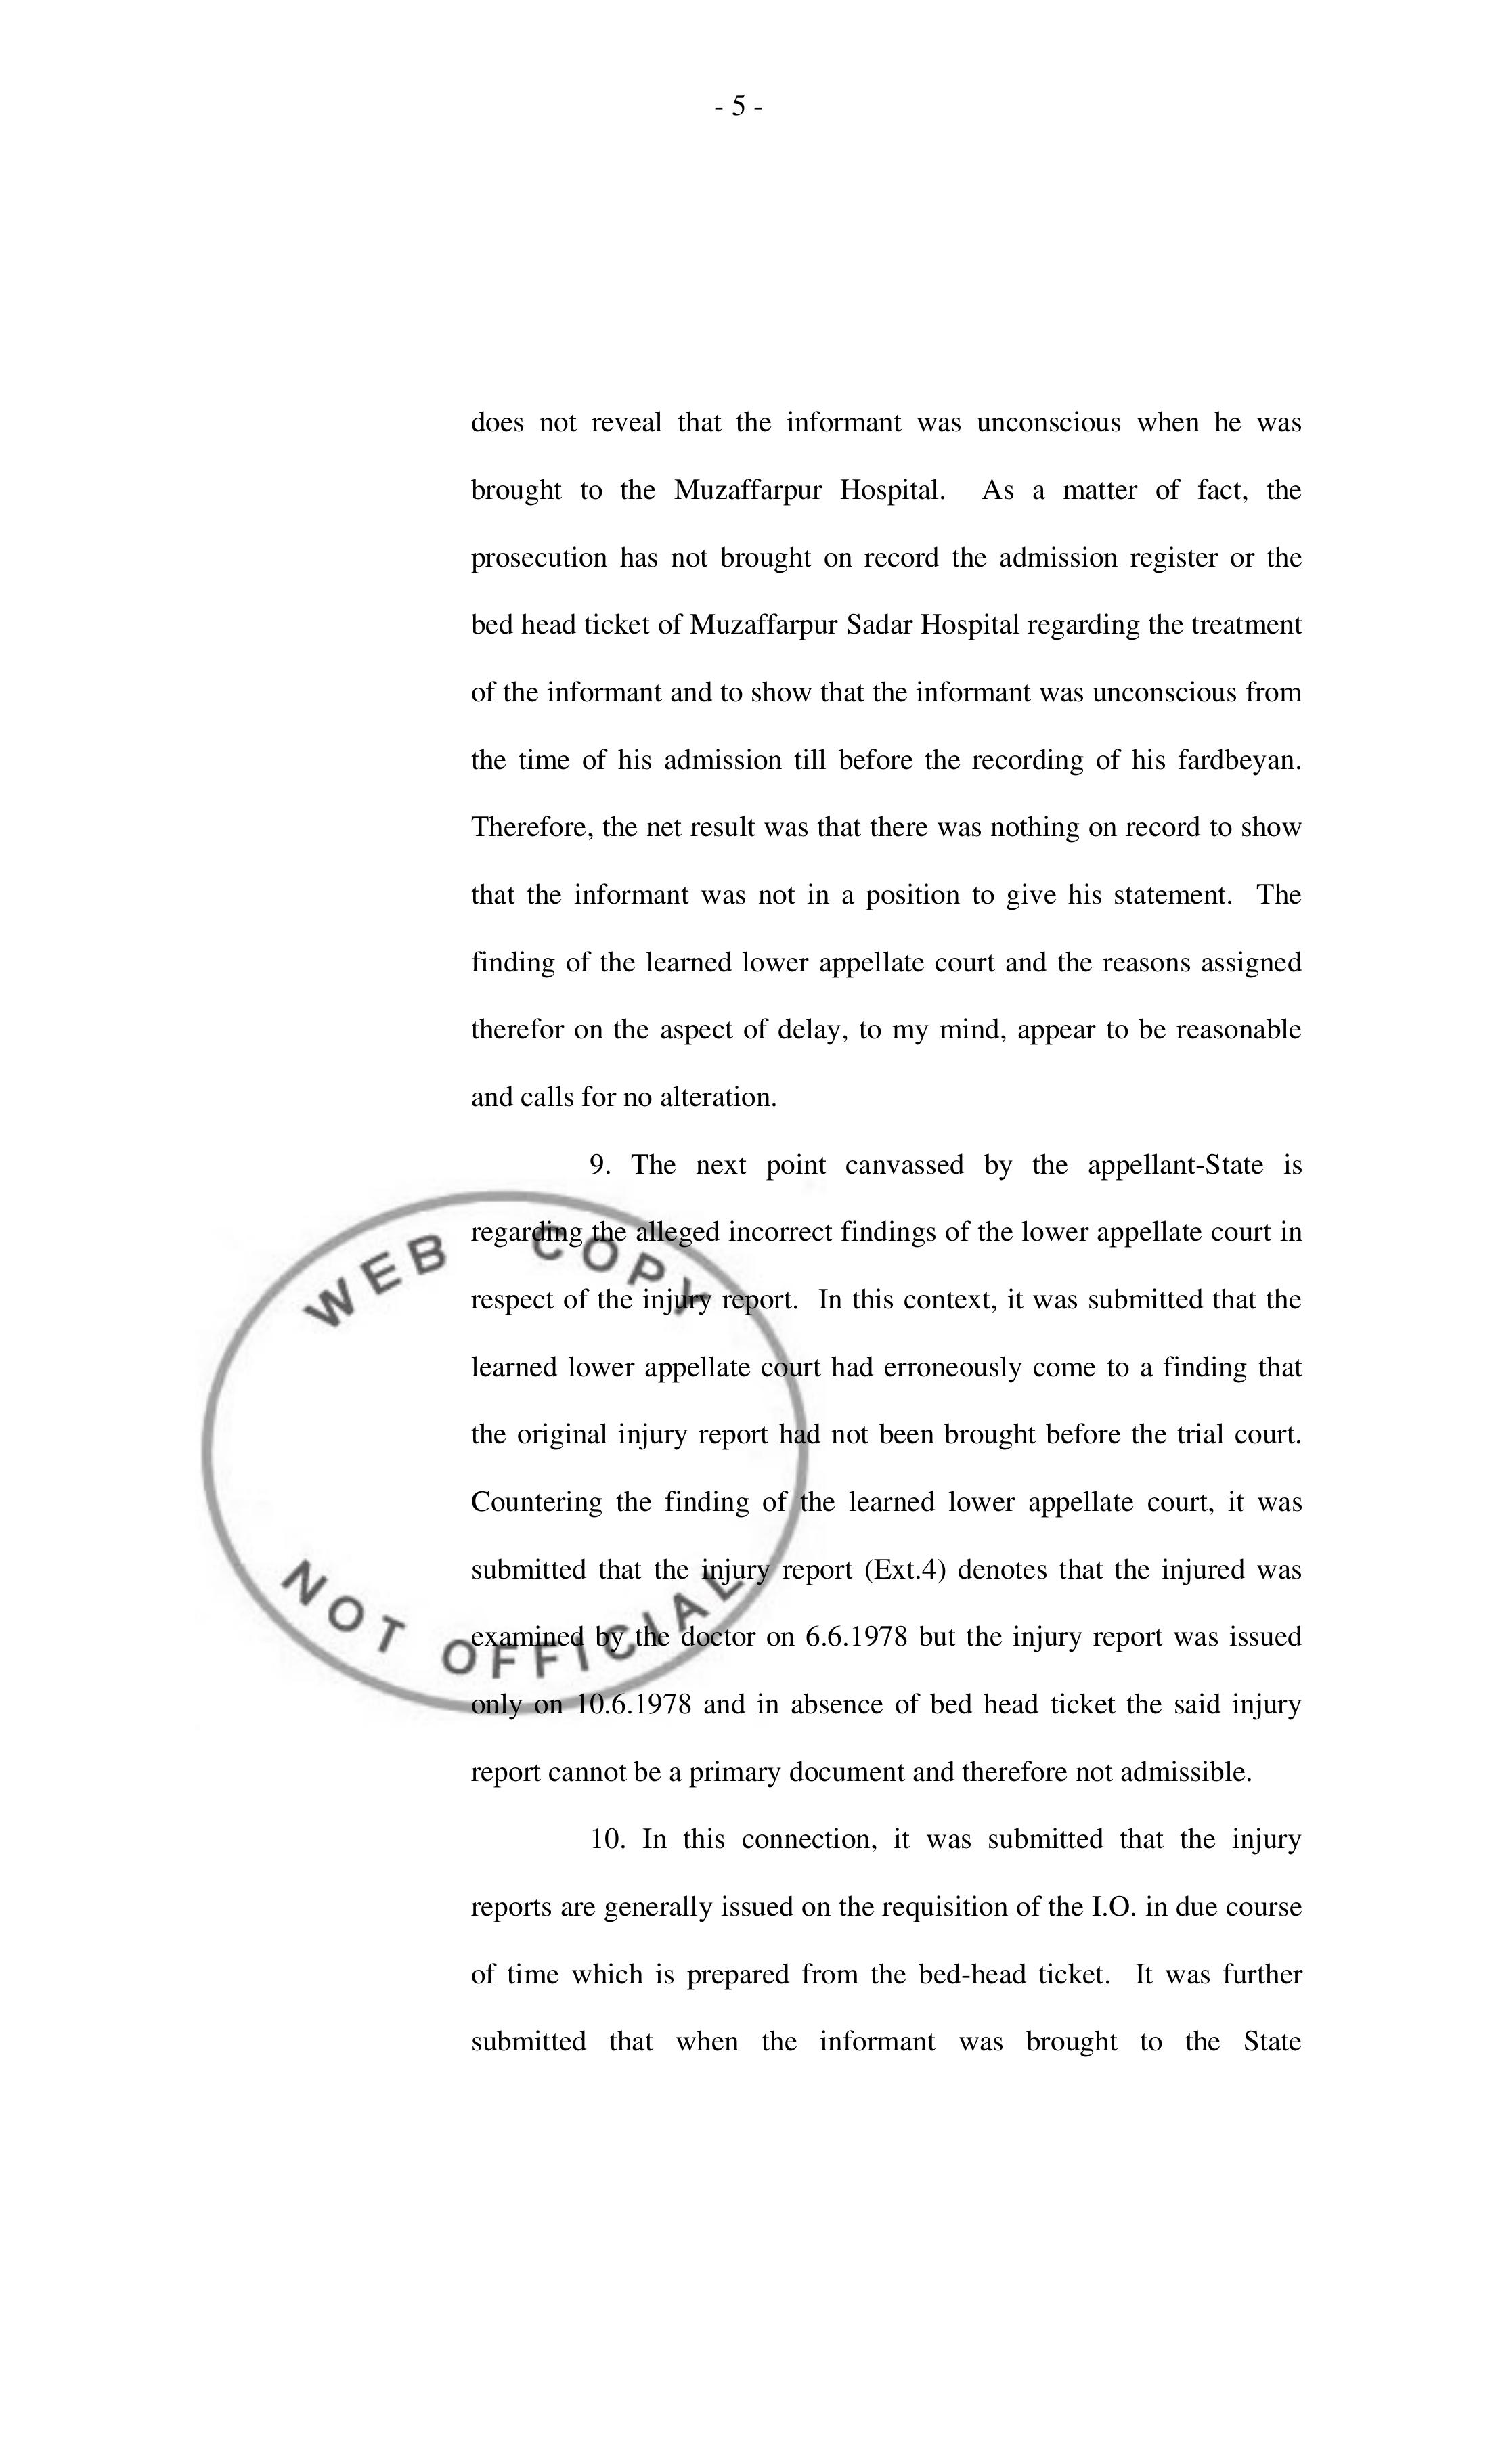 - 5 -
does not reveal that the informant was unconscious when he was
brought to the Muzaffarpur Hospital. As a matter of fact, the
prosecution has not brought on record the admission register or the
bed head ticket of Muzaffarpur Sadar Hospital regarding the treatment
of the informant and to show that the informant was unconscious from
the time of his admission till before the recording of his fardbeyan.
Therefore, the net result was that there was nothing on record to show
that the informant was not in a position to give his statement. The
finding of the learned lower appellate court and the reasons assigned
therefor on the aspect of delay, to my mind, appear to be reasonable
and calls for no alteration.
9. The next point canvassed by the appellant-State is
regarding the alleged incorrect findings of the lower appellate court in
respect of the injury report. In this context, it was submitted that the
learned lower appellate court had erroneously come to a finding that
the original injury report had not been brought before the trial court.
Countering the finding of the learned lower appellate court, it was
submitted that the injury report (Ext.4) denotes that the injured was
examined by the doctor on 6.6.1978 but the injury report was issued
only on 10.6.1978 and in absence of bed head ticket the said injury
report cannot be a primary document and therefore not admissible.
10. In this connection, it was submitted that the injury
reports are generally issued on the requisition of the I.O. in due course
of time which is prepared from the bed-head ticket. It was further
submitted that when the informant was brought to the State
WEB COPY
NOT OFFICIAL